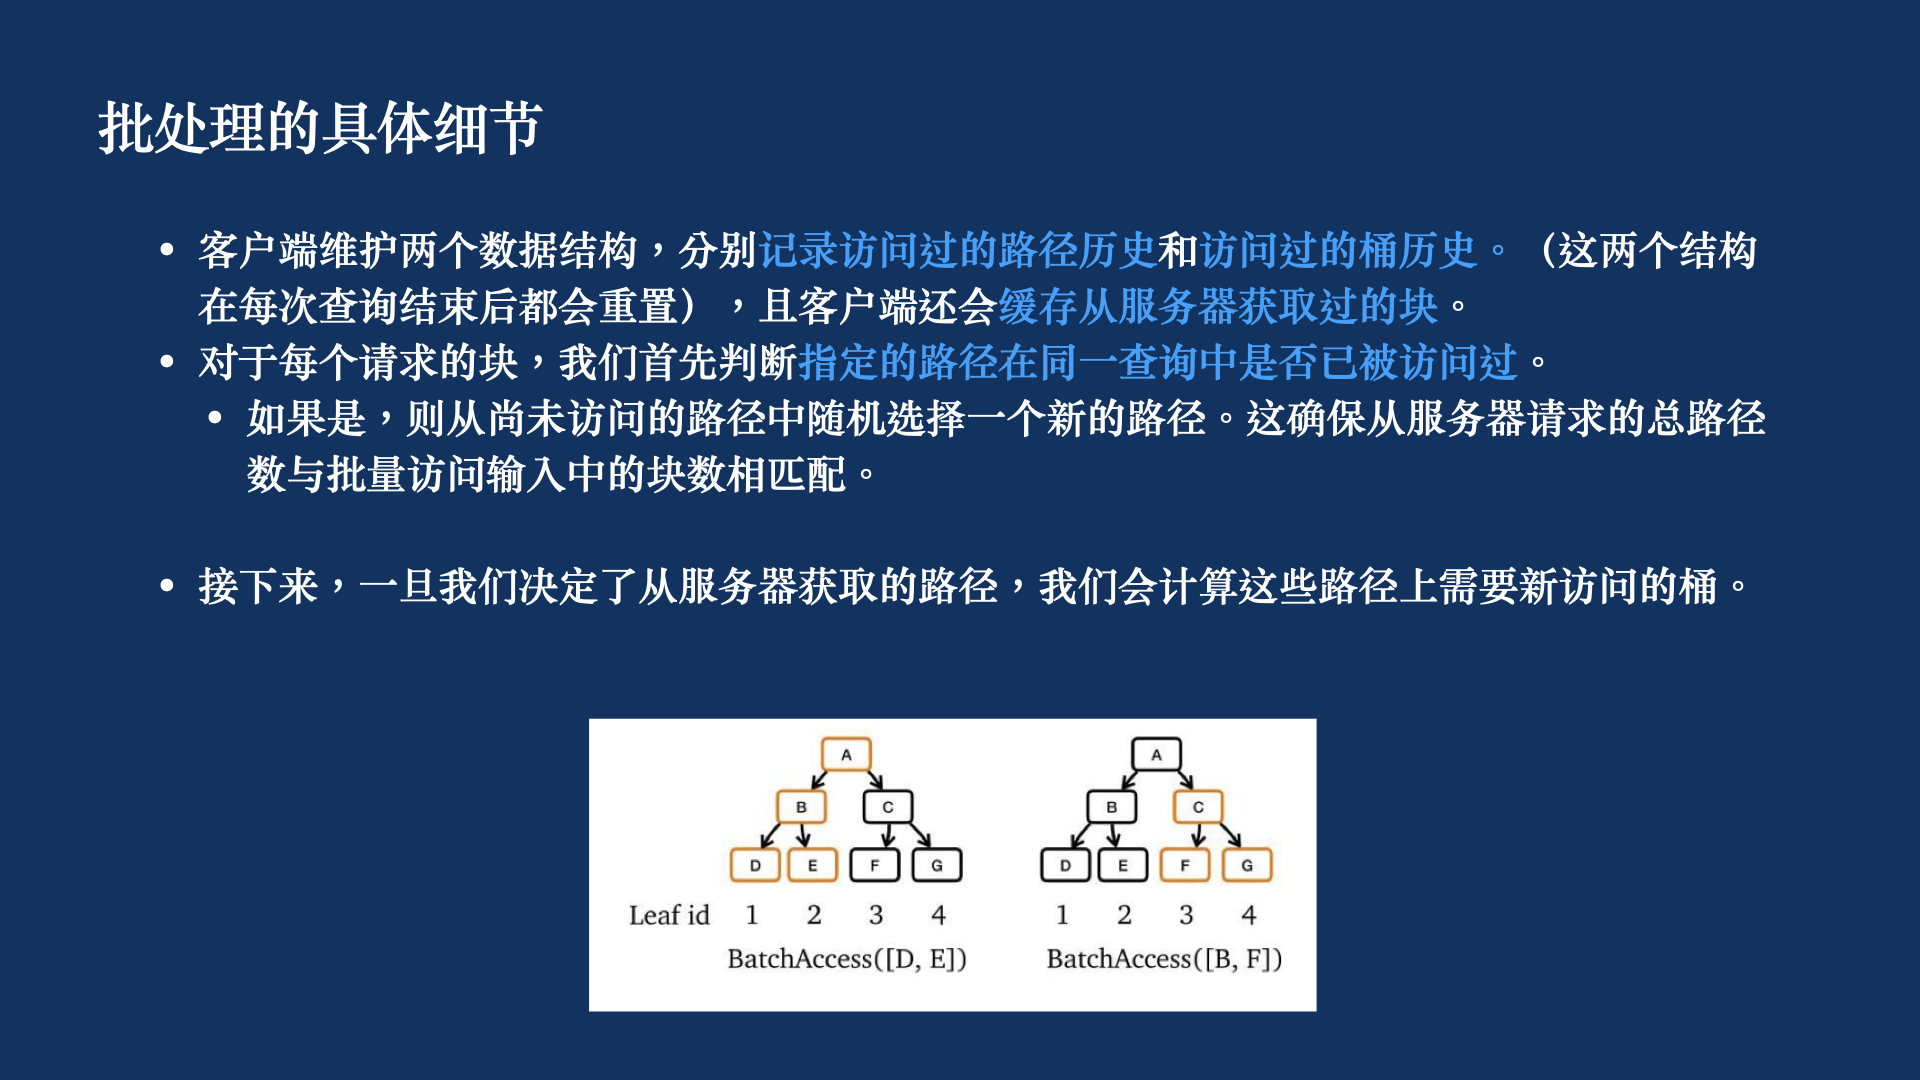 批处理的具体细节
• 客户端维护两个数据结构，分别记录访问过的路径历史和访问过的桶历史。（这两个结构
在每次查询结束后都会重置），且客户端还会缓存从服务器获取过的块。
• 对于每个请求的块，我们首先判断指定的路径在同一查询中是否已被访问过。
• 如果是，则从尚未访问的路径中随机选择一个新的路径。这确保从服务器请求的总路径
数与批量访问输入中的块数相匹配。
• 接下来，一旦我们决定了从服务器获取的路径，我们会计算这些路径上需要新访问的桶。
A A
B C B C
D E F G D E F G
Leaf id 1 2 3 4 1 2 3 4
BatchAccess([D, E]) BatchAccess([B, F])